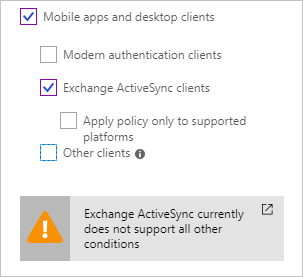 Mobile apps and desktop clients
Modern authentication clients
Exchange ActiveSync clients
Apply policy only to supported
platforms
Other clients
Exchange ActiveSync currently
does not support all other
conditions